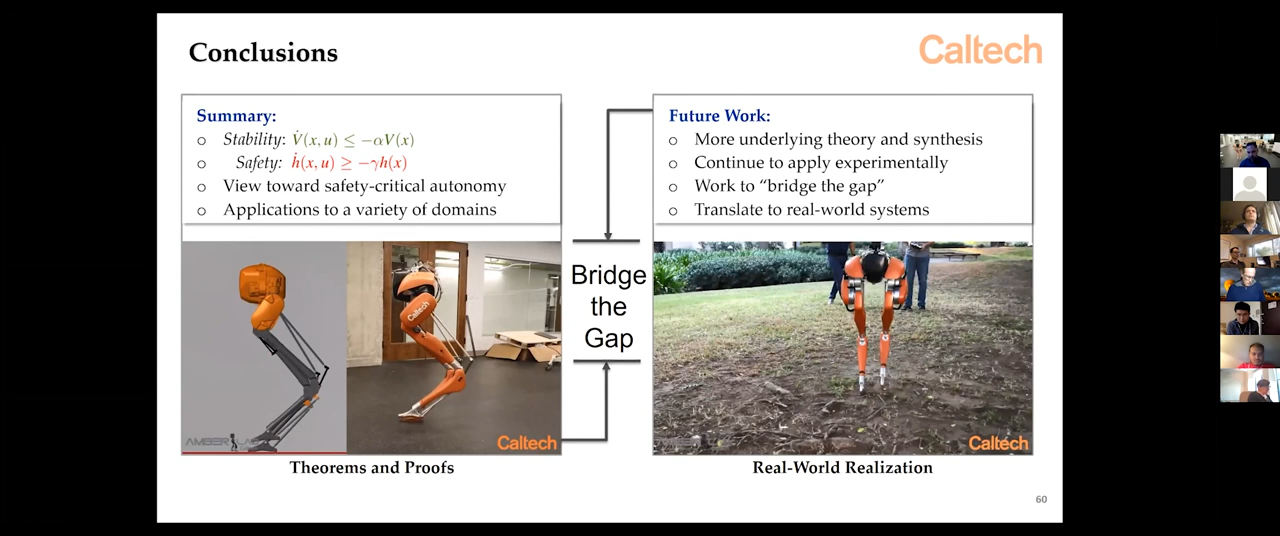 Conclusions
Caltech
Summary:
Stability: V̇(x, u) ≤ −αV(x)
Safety: ḣ(x, u) ≥ −γh(x)
View toward safety-critical autonomy
Applications to a variety of domains
Future Work:
More underlying theory and synthesis
Continue to apply experimentally
Work to “bridge the gap”
Translate to real-world systems
Bridge
the
Gap
Caltech
AMBER LAB
Caltech
Caltech
Theorems and Proofs
Real-World Realization
60